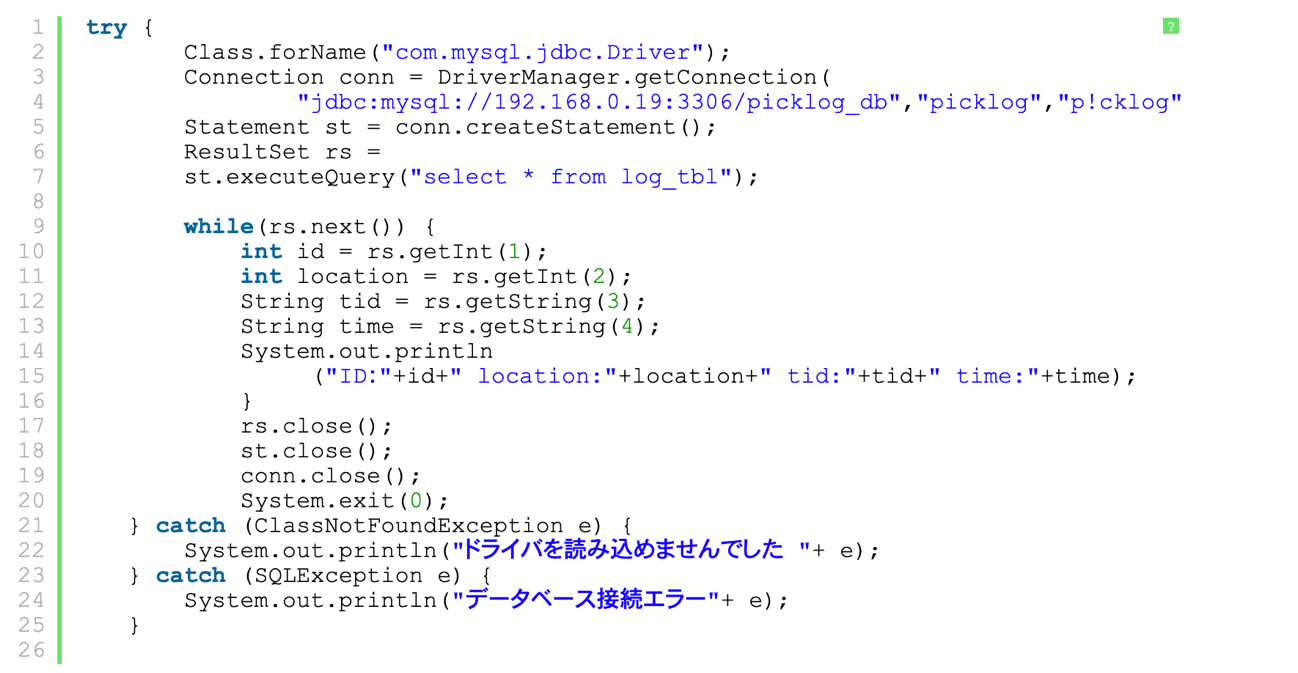 ?
1 try {
2 Class.forName("com.mysql.jdbc.Driver");
3 Connection conn = DriverManager.getConnection(
4 "jdbc:mysql://192.168.0.19:3306/picklog_db","picklog","p!cklog"
5 Statement st = conn.createStatement();
6 ResultSet rs =
7 st.executeQuery("select * from log_tbl");
8
9 while(rs.next()) {
10 int id = rs.getInt(1);
11 int location = rs.getInt(2);
12 String tid = rs.getString(3);
13 String time = rs.getString(4);
14 System.out.println
15 ("ID:"+id+" location:"+location+" tid:"+tid+" time:"+time);
16 }
17 rs.close();
18 st.close();
19 conn.close();
20 System.exit(0);
21 } catch (ClassNotFoundException e) {
22 System.out.println("ドライバを読み込めませんでした "+ e);
23 } catch (SQLException e) {
24 System.out.println("データベース接続エラー"+ e);
25 }
26